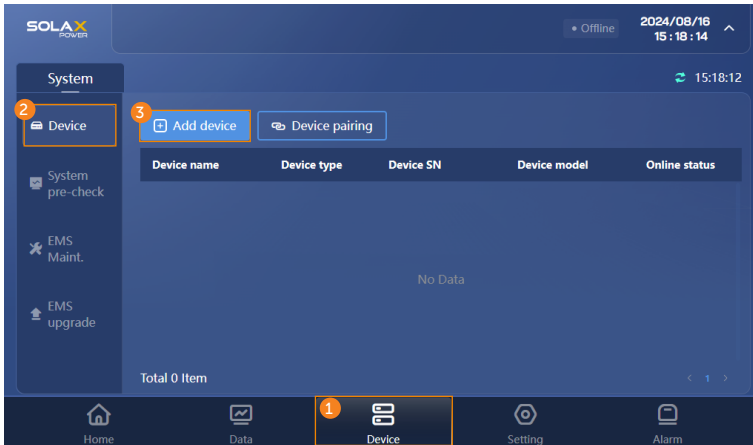 SOLAX
POWER
• Offline
2024/08/16
15:18:14
System
15:18:12
2
Device
3
Add device
Device pairing
Device name Device type Device SN Device model Online status
System
pre-check
EMS
Maint.
No Data
EMS
upgrade
Total 0 Item
< 1 >
1
Home
Data
Device
Setting
Alarm